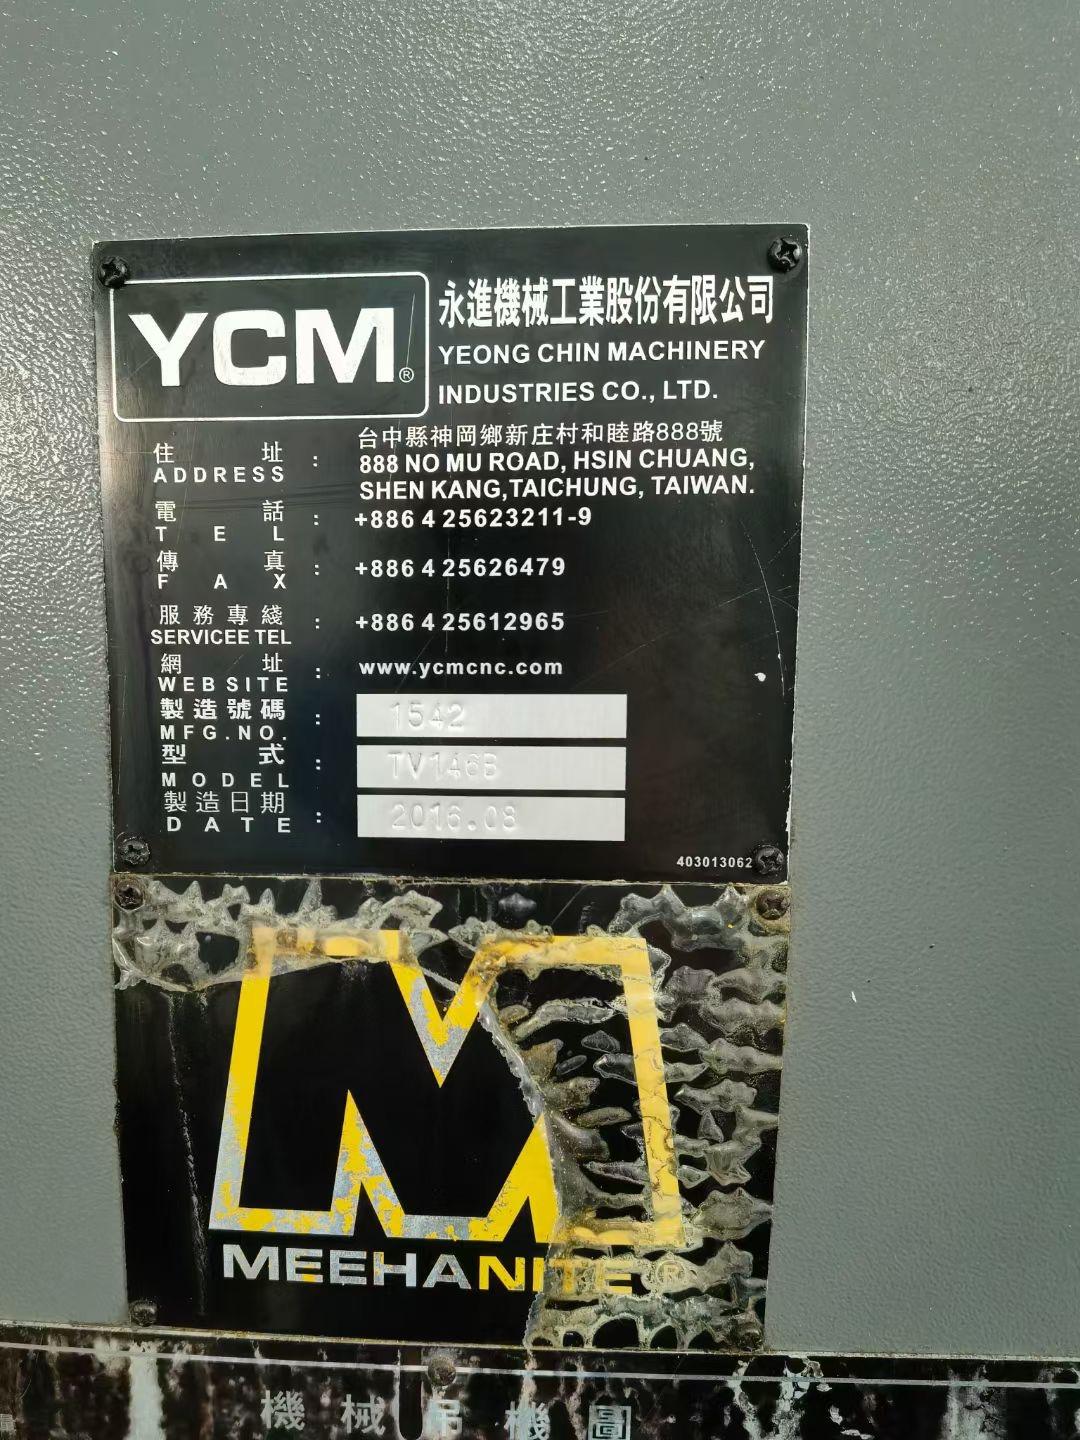 YCM®
永進機械工業股份有限公司
YEONG CHIN MACHINERY
INDUSTRIES CO., LTD.
住址 : 台中縣神岡鄉新庄村和睦路888號
ADDRESS 888 NO MU ROAD, HSIN CHUANG,
SHEN KANG,TAICHUNG, TAIWAN.
電話 : +886 4 25623211-9
TEL
傳真 : +886 4 25626479
FAX
服務專綫 : +886 4 25612965
SERVICEE TEL
網址 : www.ycmcnc.com
WEBSITE
製造號碼 : 1542
MFG.NO.
型式 : TV146B
MODEL
製造日期 : 2016.08
DATE
403013062
MEEHANITE®
機械吊機圖